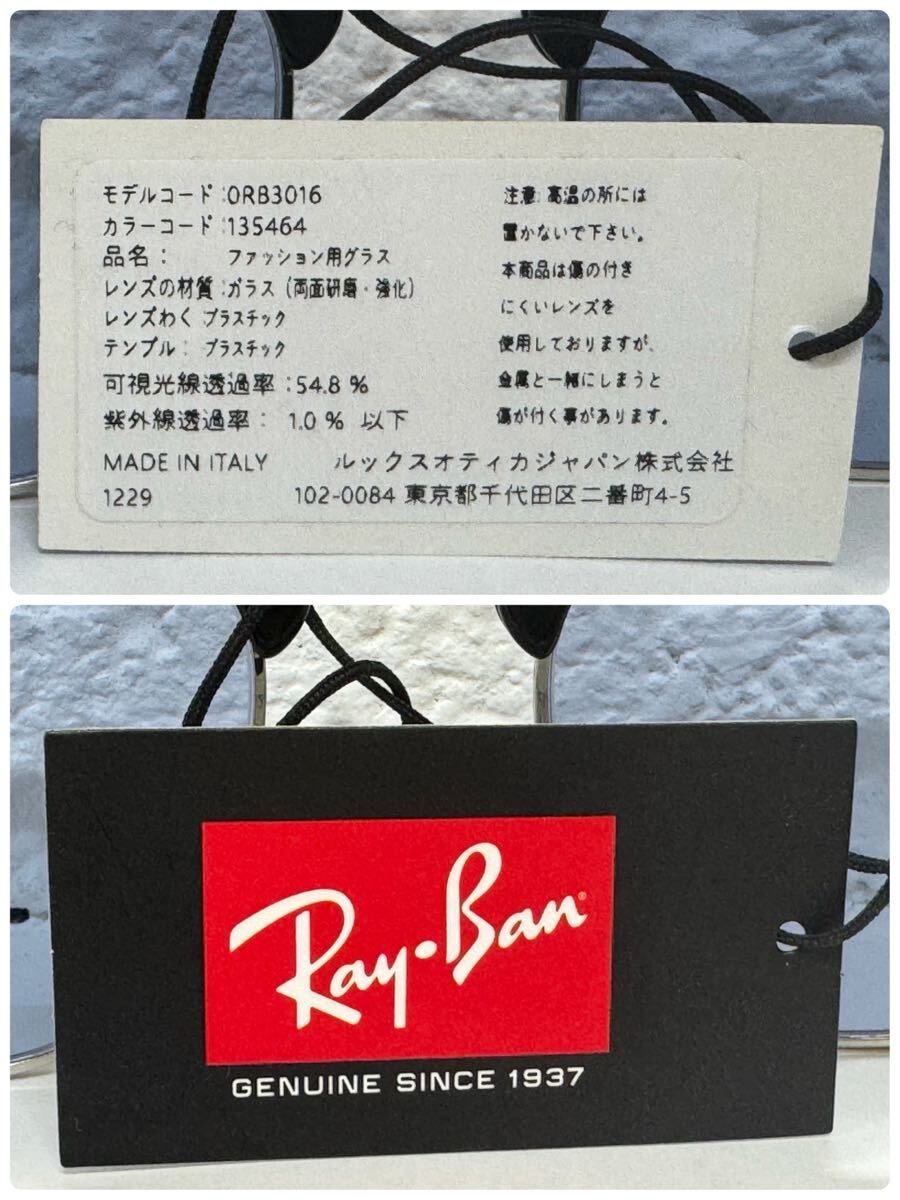 モデルコード:0RB3016
カラーコード:135464
品名: ファッション用グラス
レンズの材質:ガラス(両面研磨・強化)
レンズわく プラスチック
テンプル: プラスチック
可視光線透過率:54.8 %
紫外線透過率: 1.0 % 以下
MADE IN ITALY ルックスオティカジャパン株式会社
1229 102-0084 東京都千代田区二番町4-5
注意:高温の所には
置かないで下さい。
本商品は傷の付き
にくいレンズを
使用しておりますが、
金属と一緒にしまうと
傷が付く事があります。
Ray-Ban
GENUINE SINCE 1937